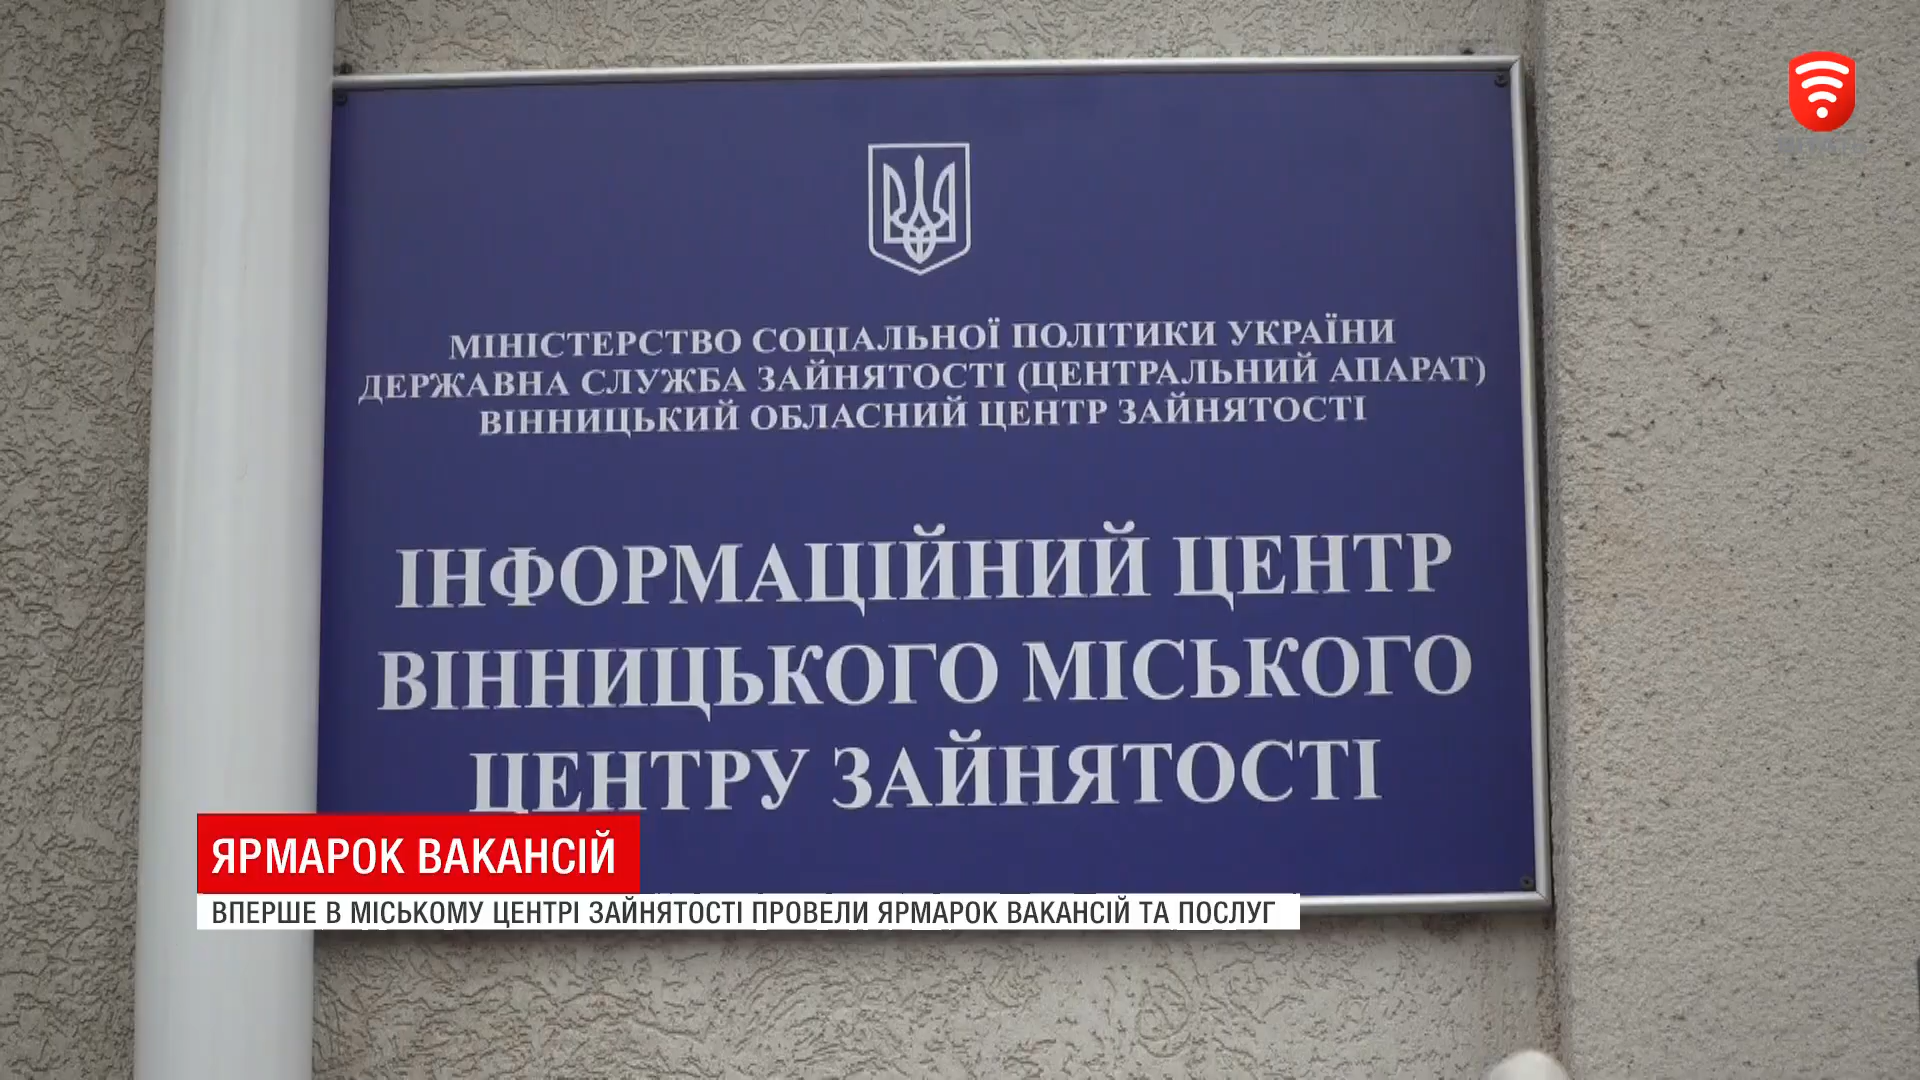 МІНІСТЕРСТВО СОЦІАЛЬНОЇ ПОЛІТИКИ УКРАЇНИ
ДЕРЖАВНА СЛУЖБА ЗАЙНЯТОСТІ (ЦЕНТРАЛЬНИЙ АПАРАТ)
ВІННИЦЬКИЙ ОБЛАСНИЙ ЦЕНТР ЗАЙНЯТОСТІ
ІНФОРМАЦІЙНИЙ ЦЕНТР
ВІННИЦЬКОГО МІСЬКОГО
ЦЕНТРУ ЗАЙНЯТОСТІ
ЯРМАРОК ВАКАНСІЙ
ВПЕРШЕ В МІСЬКОМУ ЦЕНТРІ ЗАЙНЯТОСТІ ПРОВЕЛИ ЯРМАРОК ВАКАНСІЙ ТА ПОСЛУГ